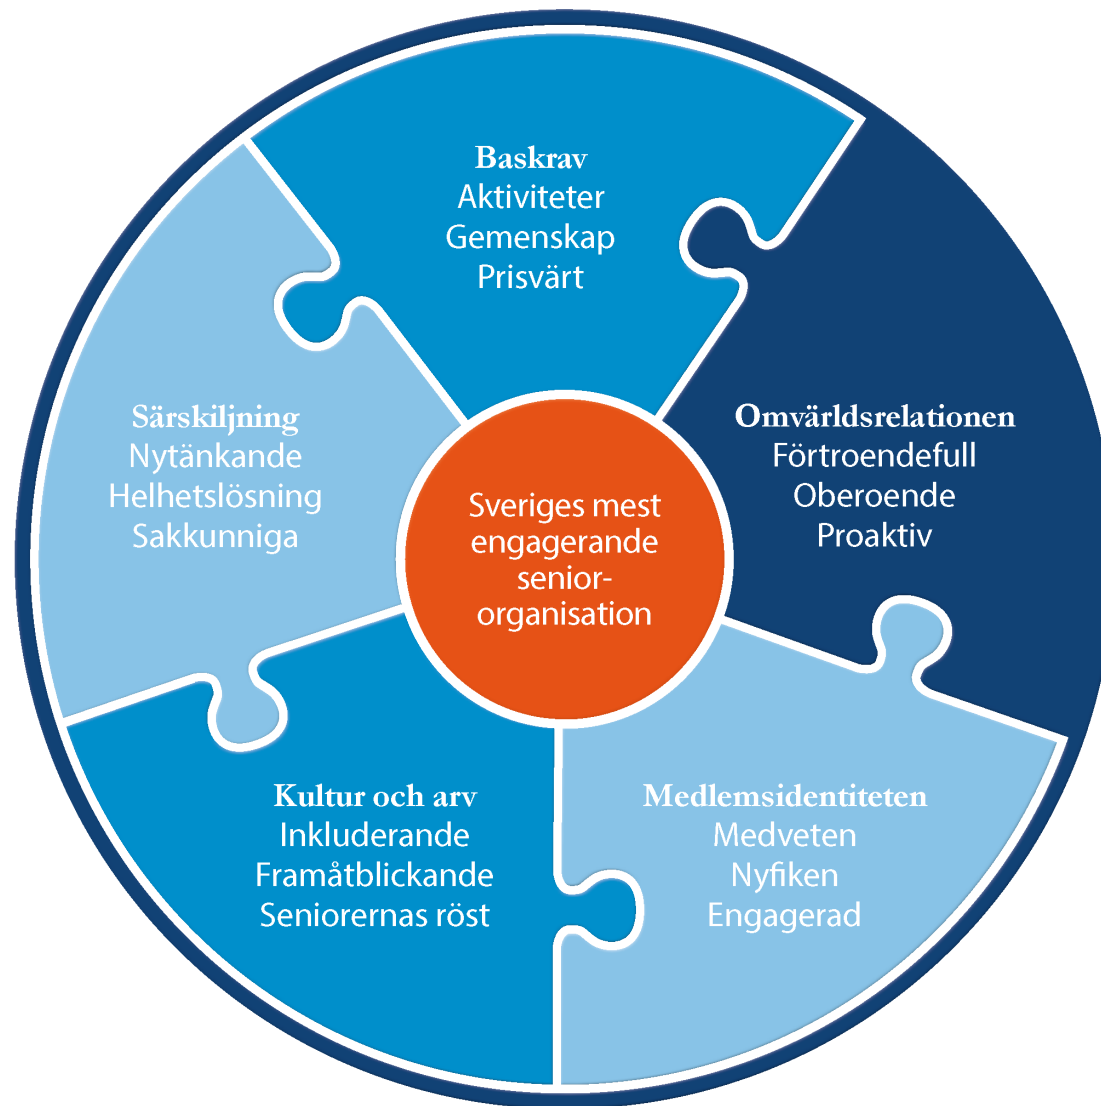 Baskrav
Aktiviteter
Gemenskap
Prisvärt
Omvärldsrelationen
Förtroendefull
Oberoende
Proaktiv
Medlemsidentiteten
Medveten
Nyfiken
Engagerad
Kultur och arv
Inkluderande
Framåtblickande
Seniorernas röst
Särskiljning
Nytänkande
Helhetslösning
Sakkunniga
Sveriges mest
engagerande
senior-
organisation